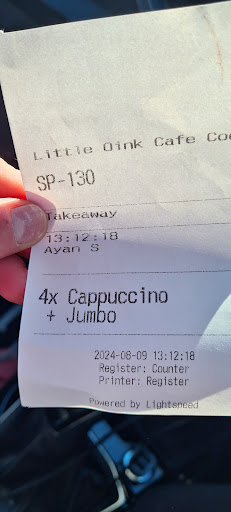 Little Oink Cafe Coo
SP-130
Takeaway
13:12:18
Ayan S
4x Cappuccino
+ Jumbo
2024-08-09 13:12:18
Register: Counter
Printer: Register
Powered by Lightspeed